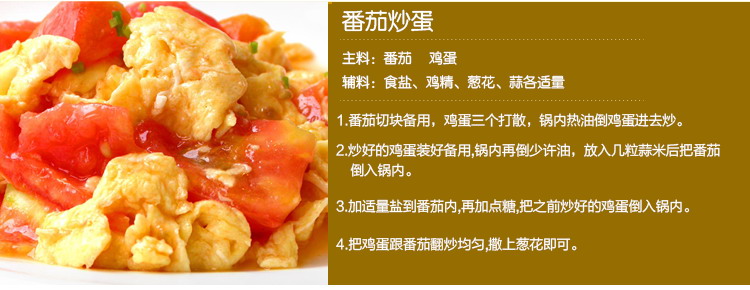 番茄炒蛋
主料：番茄　鸡蛋
辅料：食盐、鸡精、葱花、蒜各适量
1.番茄切块备用，鸡蛋三个打散，锅内热油倒鸡蛋进去炒。
2.炒好的鸡蛋装好备用,锅内再倒少许油，放入几粒蒜米后把番茄
倒入锅内。
3.加适量盐到番茄内,再加点糖,把之前炒好的鸡蛋倒入锅内。
4.把鸡蛋跟番茄翻炒均匀,撒上葱花即可。